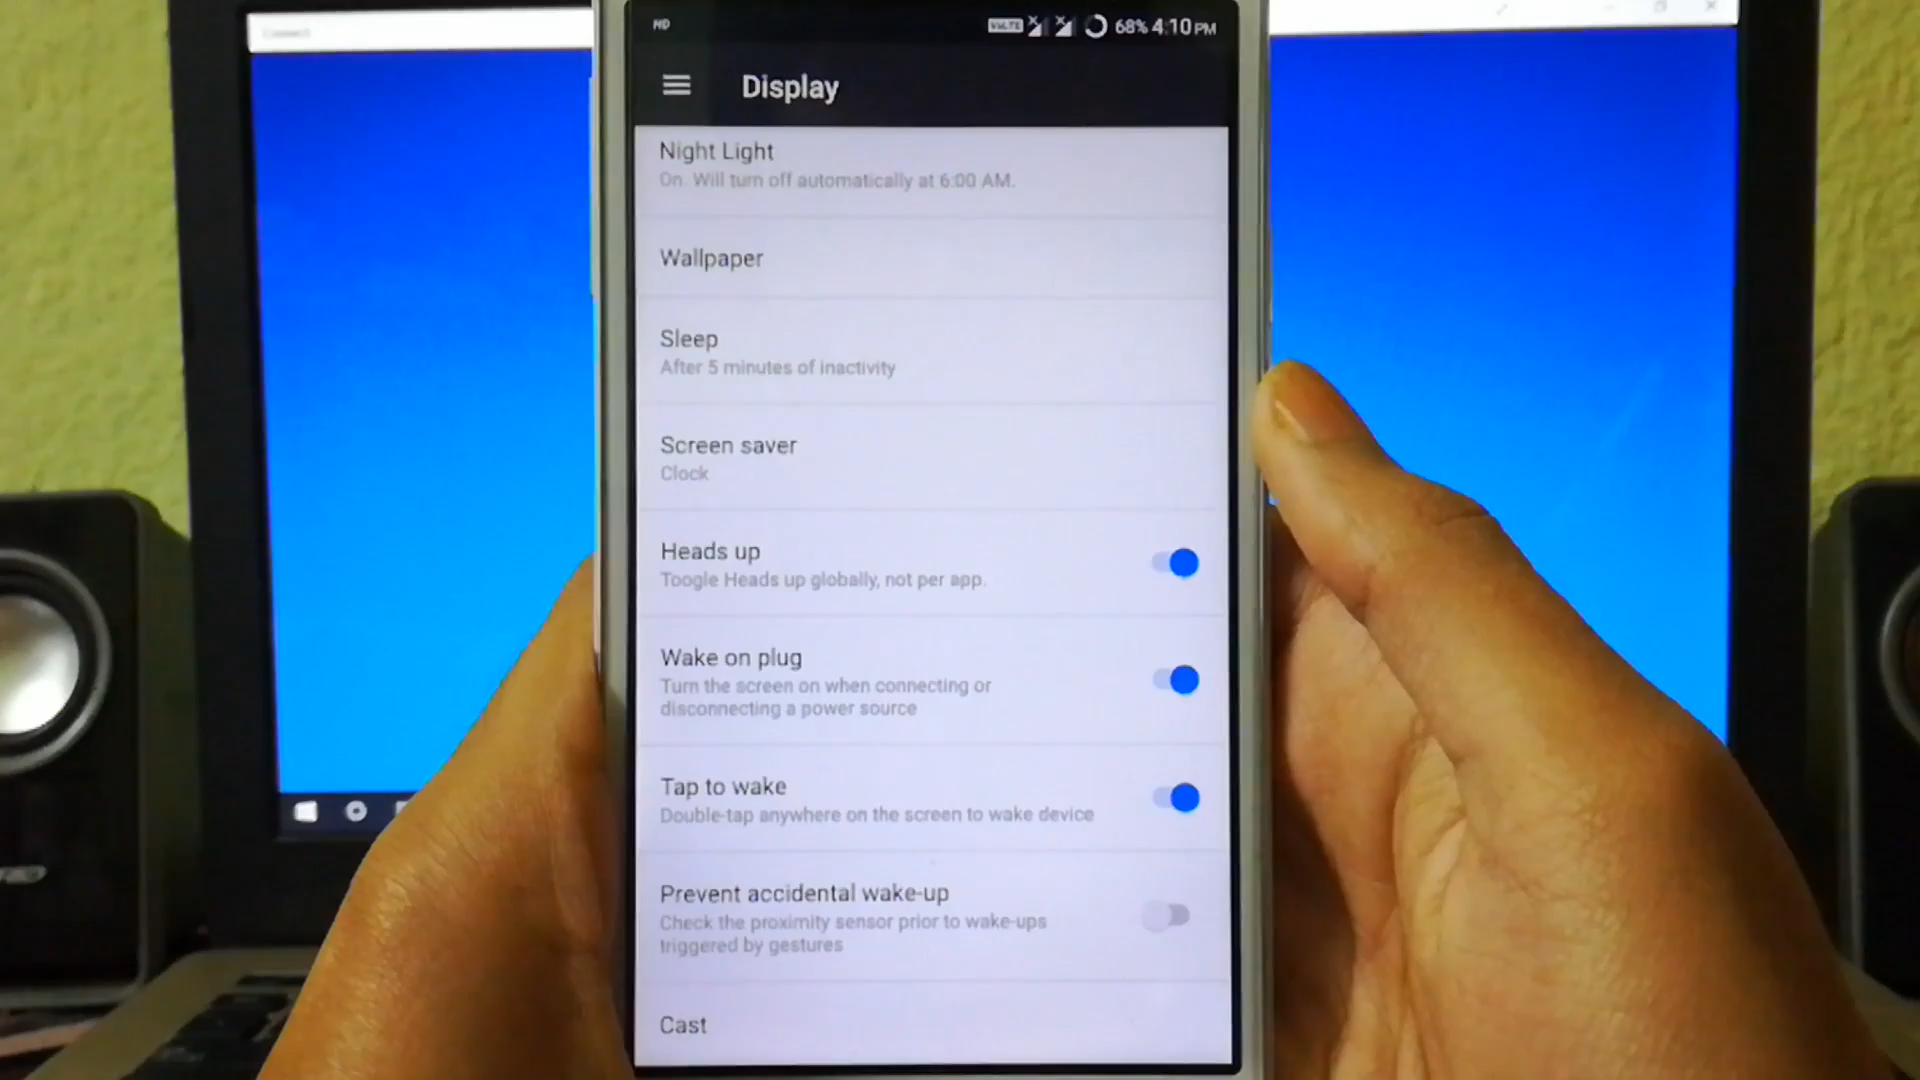 Connect
HD VoLTE 68% 4:10 PM
Display
Night Light
On. Will turn off automatically at 6:00 AM.
Wallpaper
Sleep
After 5 minutes of inactivity
Screen saver
Clock
Heads up
Toogle Heads up globally, not per app.
Wake on plug
Turn the screen on when connecting or
disconnecting a power source
Tap to wake
Double-tap anywhere on the screen to wake device
Prevent accidental wake-up
Check the proximity sensor prior to wake-ups
triggered by gestures
Cast